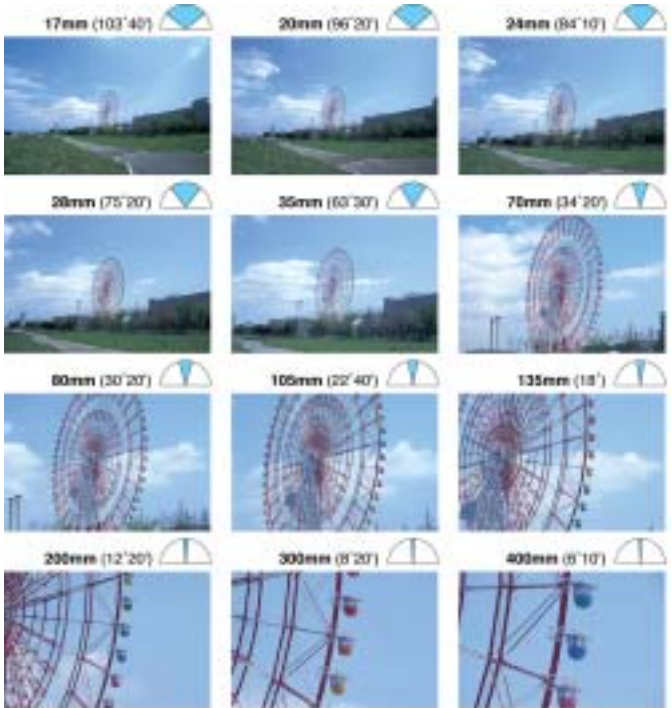 17mm (103°40')
20mm (96°20')
24mm (84°10')
28mm (75°20')
35mm (63°30')
70mm (34°20')
80mm (30°20')
105mm (22°40')
135mm (18°)
200mm (12°20')
300mm (8°20')
400mm (6°10')